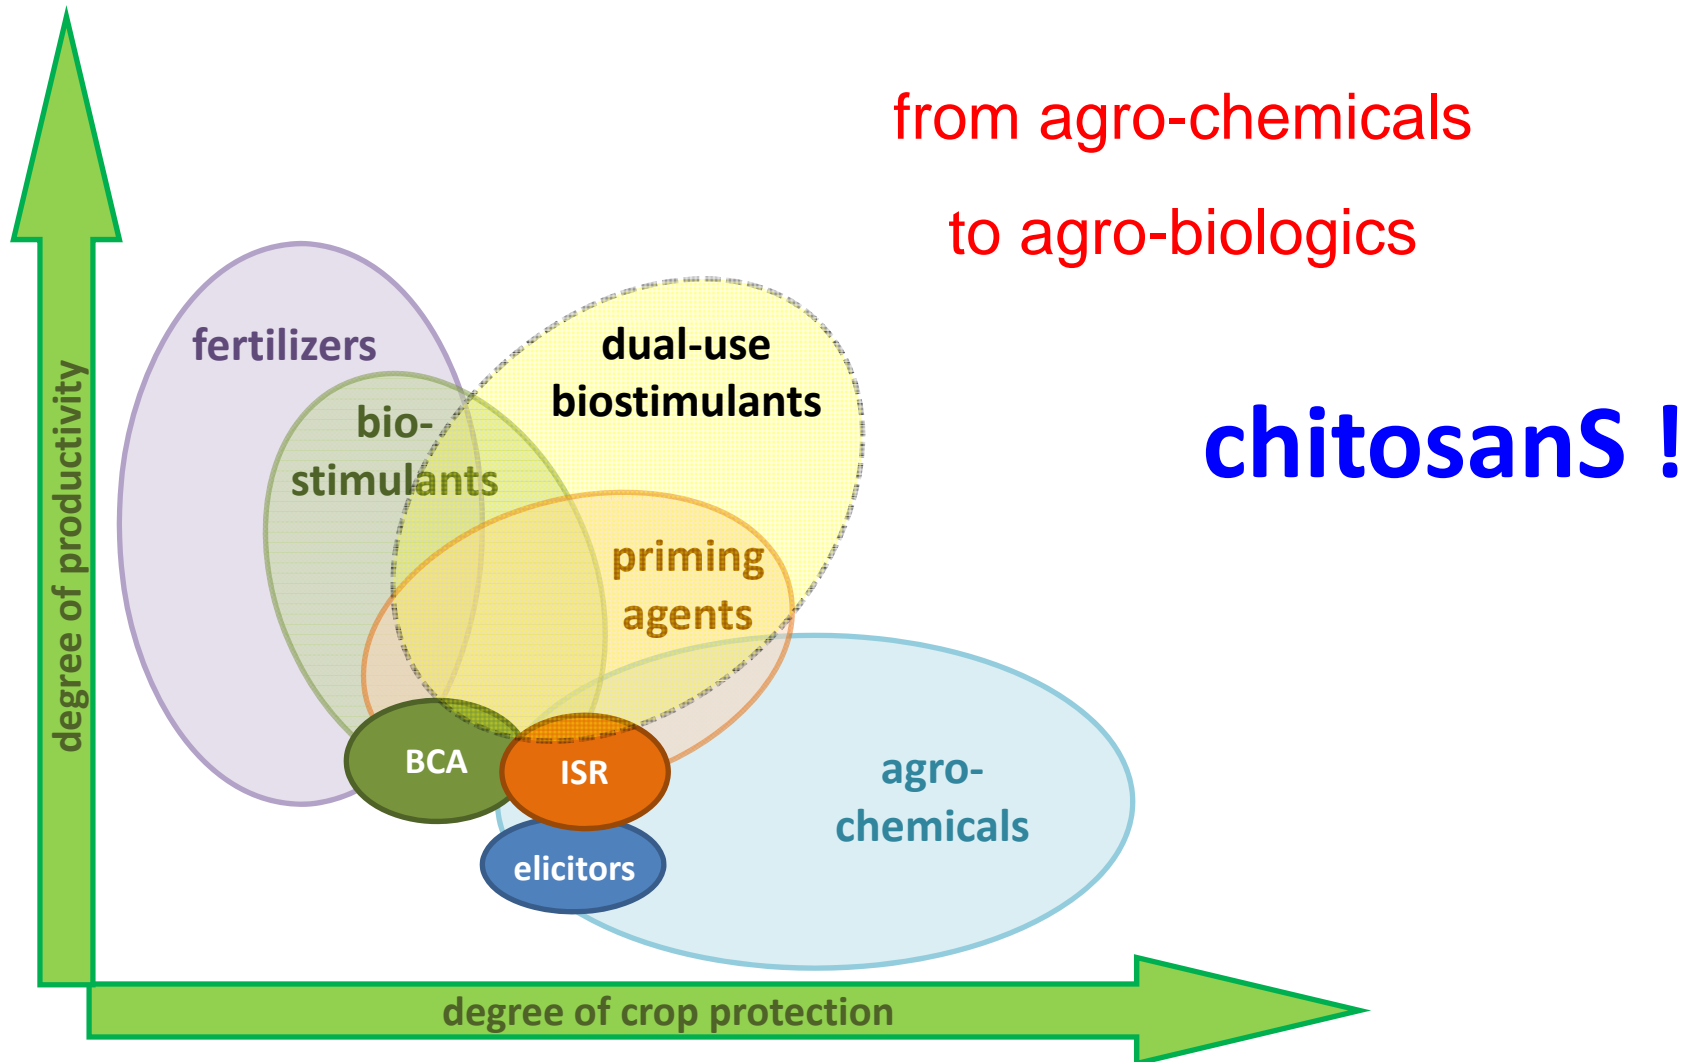 from agro-chemicals
to agro-biologics
chitosanS !
degree of productivity
fertilizers
bio-
stimulants
dual-use
biostimulants
priming
agents
BCA
ISR
elicitors
agro-
chemicals
degree of crop protection